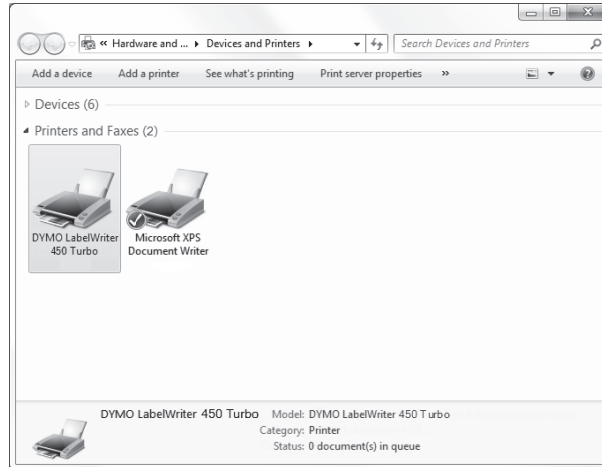 « Hardware and ... ▸ Devices and Printers ▸
Search Devices and Printers
Add a device Add a printer See what's printing Print server properties »
Devices (6)
Printers and Faxes (2)
DYMO LabelWriter
450 Turbo
Microsoft XPS
Document Writer
DYMO LabelWriter 450 Turbo Model: DYMO LabelWriter 450 Turbo
Category: Printer
Status: 0 document(s) in queue